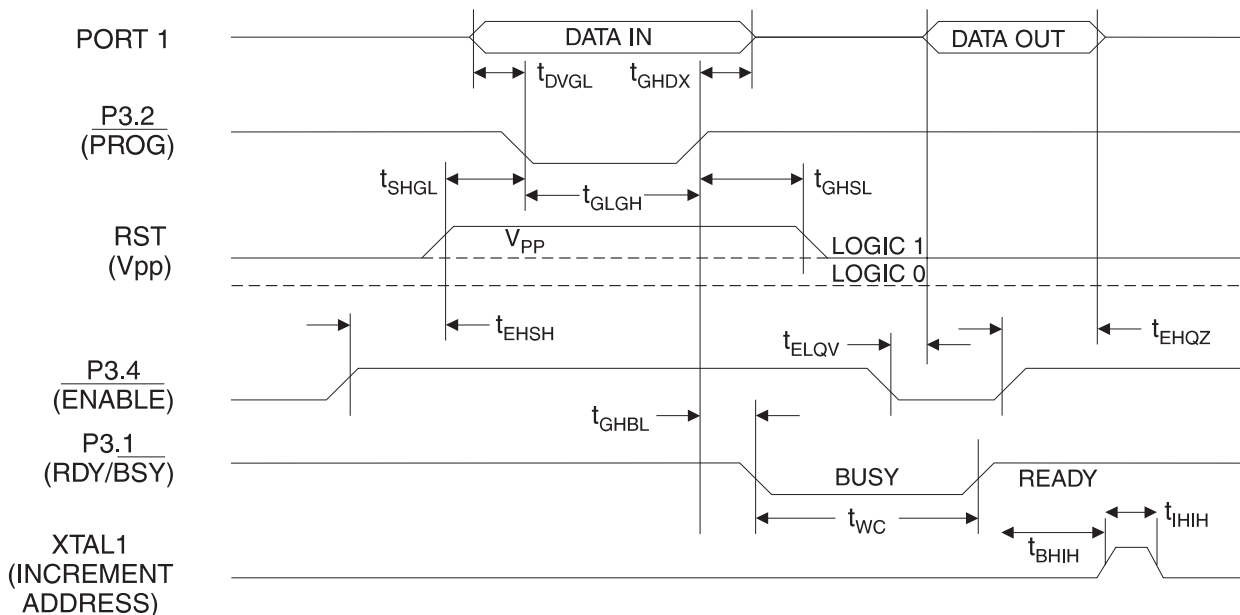 PORT 1
DATA IN
DATA OUT
tDVGL
tGHDX
P3.2
(PROG)
tSHGL
tGLGH
tGHSL
RST
(Vpp)
VPP
LOGIC 1
LOGIC 0
tEHSH
tELQV
tEHQZ
P3.4
(ENABLE)
tGHBL
P3.1
(RDY/BSY)
BUSY
READY
tWC
tIHIH
tBHIH
XTAL1
(INCREMENT
ADDRESS)